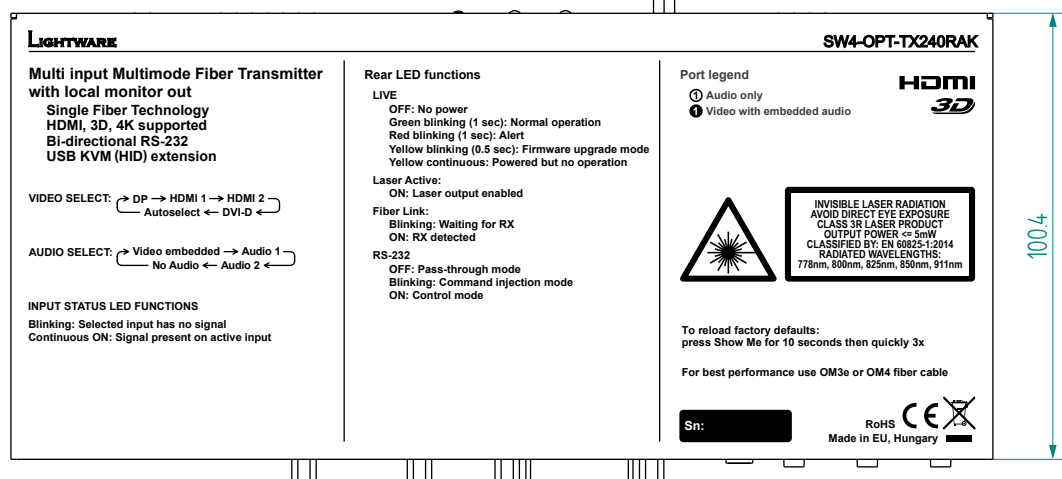 LIGHTWARE
SW4-OPT-TX240RAK
Multi input Multimode Fiber Transmitter
with local monitor out
Single Fiber Technology
HDMI, 3D, 4K supported
Bi-directional RS-232
USB KVM (HID) extension
VIDEO SELECT: DP → HDMI 1 → HDMI 2
Autoselect ← DVI-D ←
AUDIO SELECT: Video embedded → Audio 1
No Audio ← Audio 2 ←
INPUT STATUS LED FUNCTIONS
Blinking: Selected input has no signal
Continuous ON: Signal present on active input
Rear LED functions
LIVE
OFF: No power
Green blinking (1 sec): Normal operation
Red blinking (1 sec): Alert
Yellow blinking (0.5 sec): Firmware upgrade mode
Yellow continuous: Powered but no operation
Laser Active:
ON: Laser output enabled
Fiber Link:
Blinking: Waiting for RX
ON: RX detected
RS-232
OFF: Pass-through mode
Blinking: Command injection mode
ON: Control mode
Port legend
① Audio only
❶ Video with embedded audio
HDMI
3D
INVISIBLE LASER RADIATION
AVOID DIRECT EYE EXPOSURE
CLASS 3R LASER PRODUCT
OUTPUT POWER <= 5mW
CLASSIFIED BY: EN 60825-1:2014
RADIATED WAVELENGTHS:
778nm, 800nm, 825nm, 850nm, 911nm
To reload factory defaults:
press Show Me for 10 seconds then quickly 3x
For best performance use OM3e or OM4 fiber cable
Sn:
RoHS CE
Made in EU, Hungary
100.4